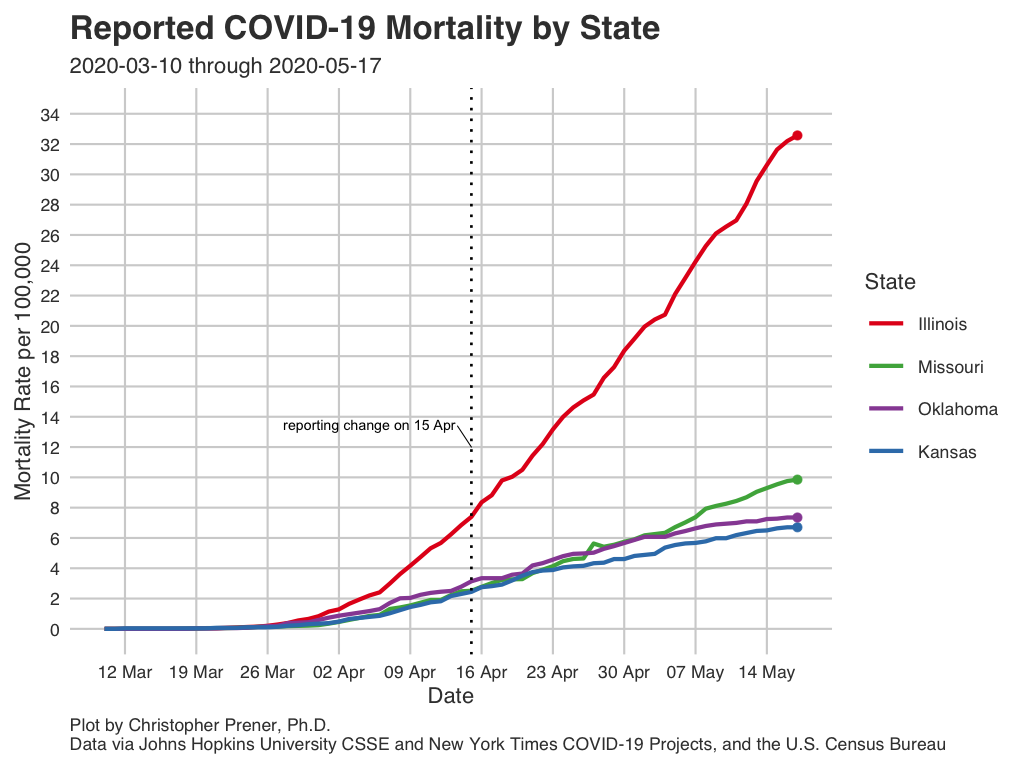 Reported COVID-19 Mortality by State
2020-03-10 through 2020-05-17
Mortality Rate per 100,000
34
32
30
28
26
24
22
20
18
16
14
12
10
8
6
4
2
0
reporting change on 15 Apr
12 Mar 19 Mar 26 Mar 02 Apr 09 Apr 16 Apr 23 Apr 30 Apr 07 May 14 May
Date
State
Illinois
Missouri
Oklahoma
Kansas
Plot by Christopher Prener, Ph.D.
Data via Johns Hopkins University CSSE and New York Times COVID-19 Projects, and the U.S. Census Bureau